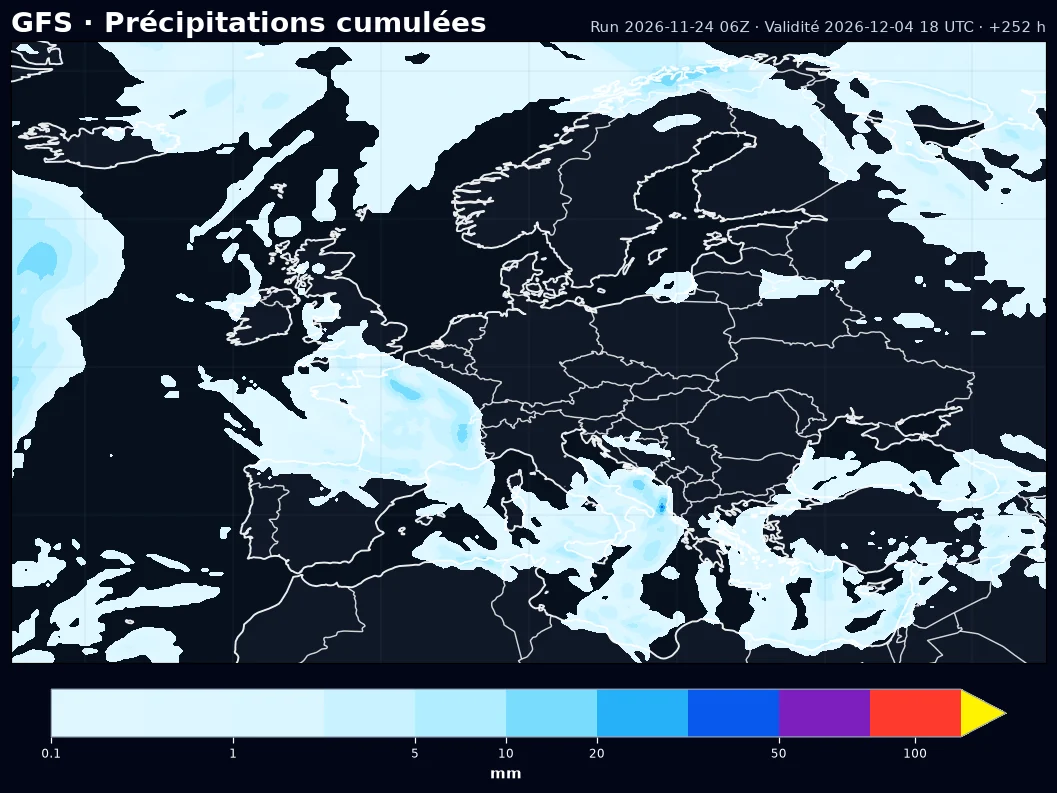 GFS · Précipitations cumulées
Run 2026-11-24 06Z · Validité 2026-12-04 18 UTC · +252 h
0.1 1 5 10 20 50 100
mm